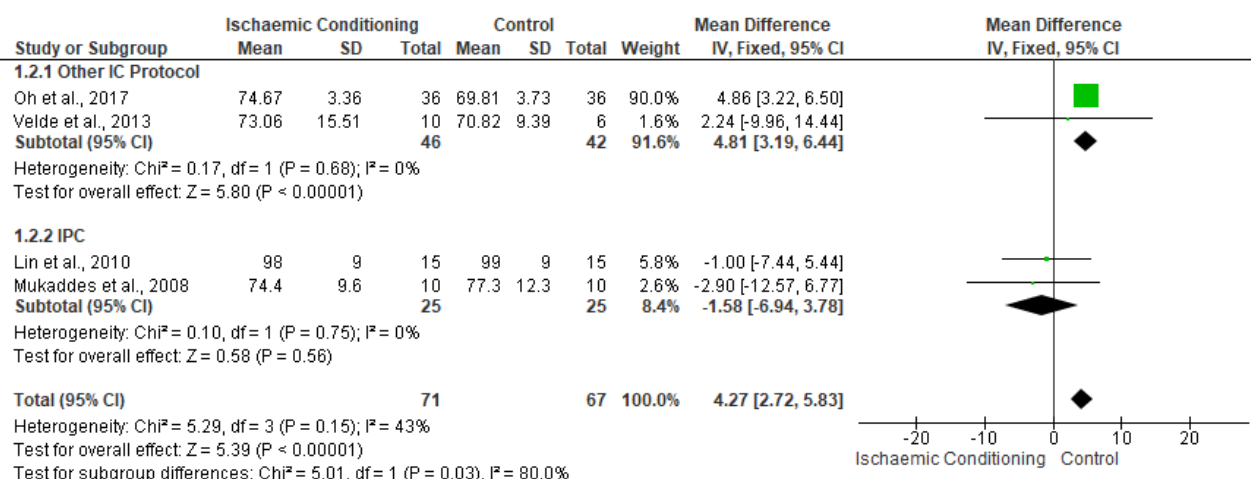 Ischaemic Conditioning Control Mean Difference Mean Difference
Study or Subgroup Mean SD Total Mean SD Total Weight IV, Fixed, 95% CI IV, Fixed, 95% CI
1.2.1 Other IC Protocol
Oh et al., 2017 74.67 3.36 36 69.81 3.73 36 90.0% 4.86 [3.22, 6.50]
Velde et al., 2013 73.06 15.51 10 70.82 9.39 6 1.6% 2.24 [-9.96, 14.44]
Subtotal (95% CI) 46 42 91.6% 4.81 [3.19, 6.44]
Heterogeneity: Chi² = 0.17, df = 1 (P = 0.68); I² = 0%
Test for overall effect: Z = 5.80 (P < 0.00001)
1.2.2 IPC
Lin et al., 2010 98 9 15 99 9 15 5.8% -1.00 [-7.44, 5.44]
Mukaddes et al., 2008 74.4 9.6 10 77.3 12.3 10 2.6% -2.90 [-12.57, 6.77]
Subtotal (95% CI) 25 25 8.4% -1.58 [-6.94, 3.78]
Heterogeneity: Chi² = 0.10, df = 1 (P = 0.75); I² = 0%
Test for overall effect: Z = 0.58 (P = 0.56)
Total (95% CI) 71 67 100.0% 4.27 [2.72, 5.83]
Heterogeneity: Chi² = 5.29, df = 3 (P = 0.15); I² = 43%
Test for overall effect: Z = 5.39 (P < 0.00001)
Test for subgroup differences: Chi² = 5.01, df = 1 (P = 0.03), I² = 80.0%
-20 -10 0 10 20
Ischaemic Conditioning Control